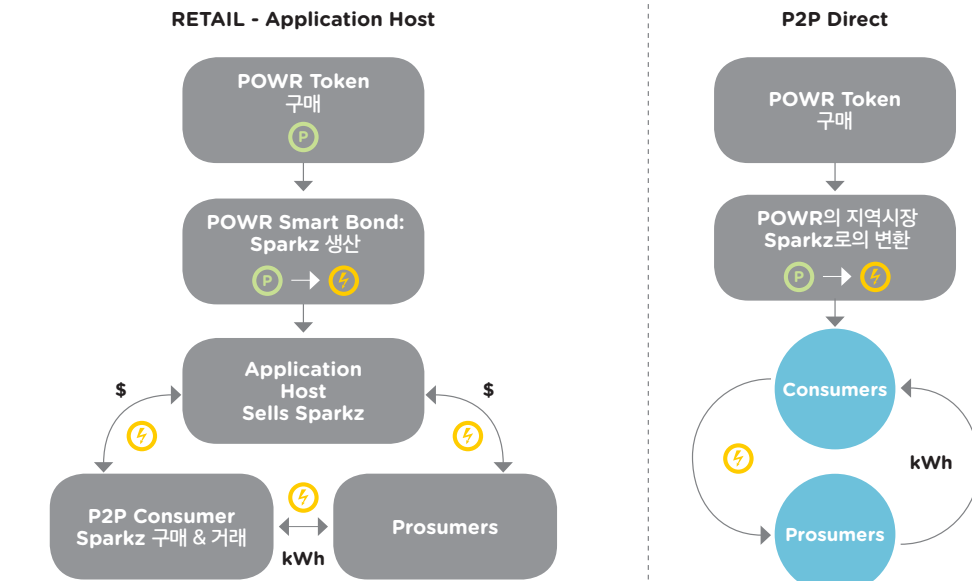 RETAIL - Application Host
POWR Token
구매
P
POWR Smart Bond:
Sparkz 생산
P
Application
Host
Sells Sparkz
$
$
P2P Consumer
Sparkz 구매 & 거래
kWh
Prosumers
P2P Direct
POWR Token
구매
POWR의 지역시장
Sparkz로의 변환
P
Consumers
kWh
Prosumers